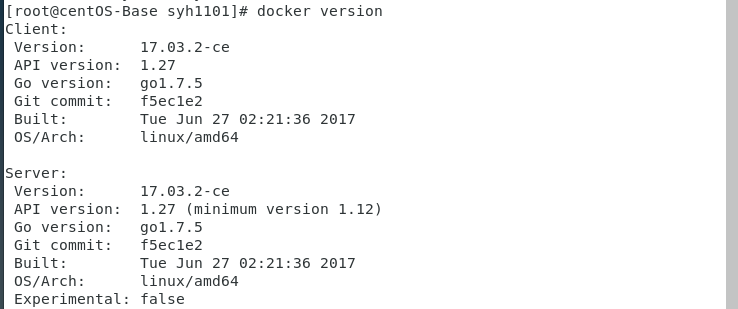 [root@centOS-Base syh1101]# docker version
Client:
 Version:      17.03.2-ce
 API version:  1.27
 Go version:   go1.7.5
 Git commit:   f5ec1e2
 Built:        Tue Jun 27 02:21:36 2017
 OS/Arch:      linux/amd64

Server:
 Version:      17.03.2-ce
 API version:  1.27 (minimum version 1.12)
 Go version:   go1.7.5
 Git commit:   f5ec1e2
 Built:        Tue Jun 27 02:21:36 2017
 OS/Arch:      linux/amd64
 Experimental: false